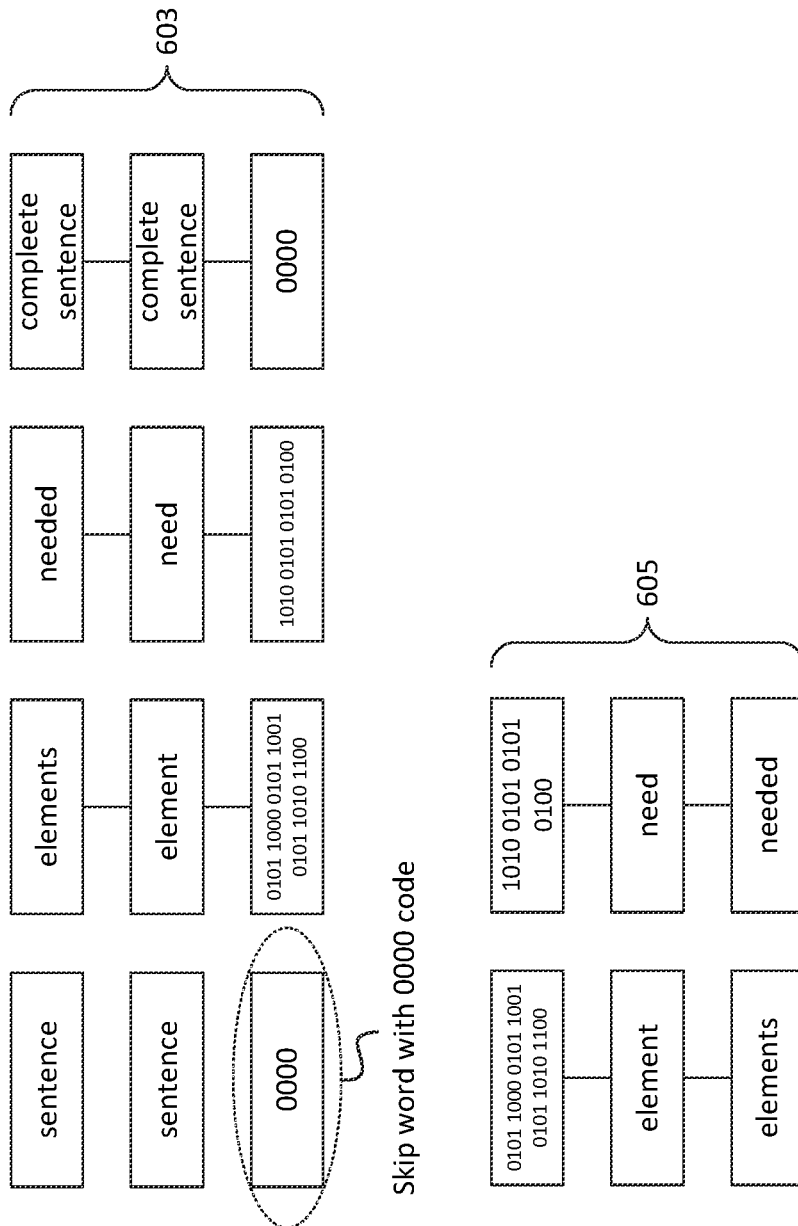 sentence
elements
needed
compleete
sentence
sentence
element
need
complete
sentence
0000
0101 1000 0101 1001
0101 1010 1100
1010 0101 0101 0100
0000
603
Skip word with 0000 code
0101 1000 0101 1001
0101 1010 1100
1010 0101 0101
0100
element
need
elements
needed
605